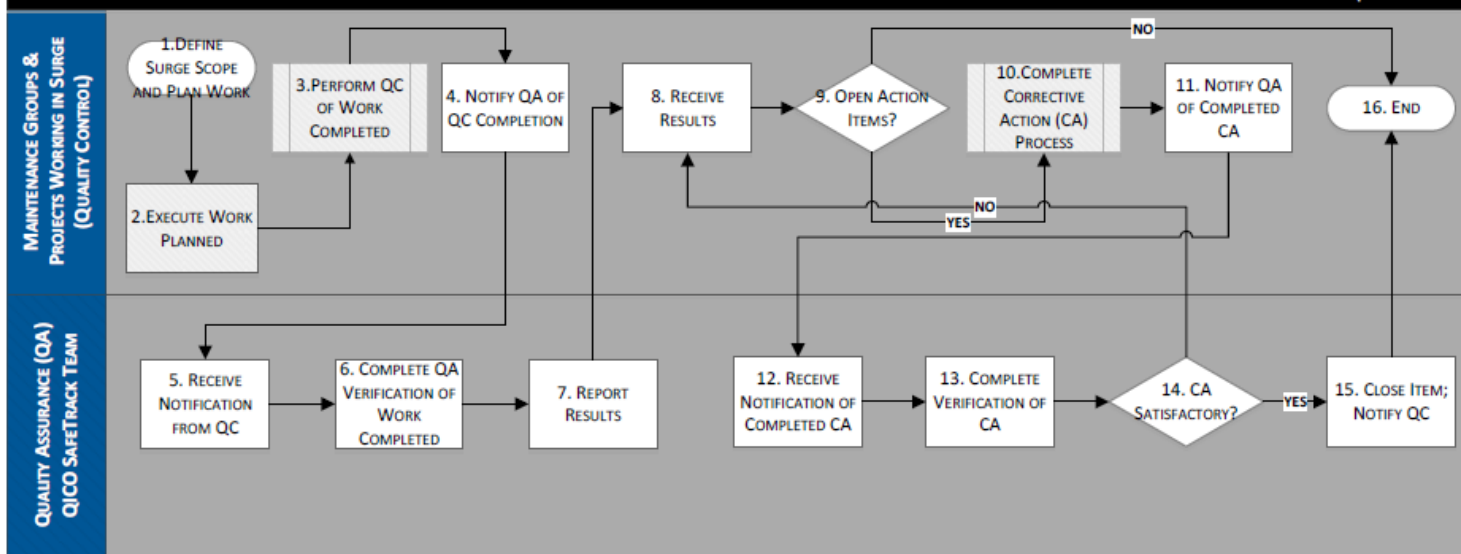 MAINTENANCE GROUPS &
PROJECTS WORKING IN SURGE
(QUALITY CONTROL)
1.DEFINE
SURGE SCOPE
AND PLAN WORK
2.EXECUTE WORK
PLANNED
3.PERFORM QC
OF WORK
COMPLETED
4. NOTIFY QA OF
QC COMPLETION
8. RECEIVE
RESULTS
9. OPEN ACTION
ITEMS?
NO
YES
10.COMPLETE
CORRECTIVE
ACTION (CA)
PROCESS
11. NOTIFY QA
OF COMPLETED
CA
16. END
NO
QUALITY ASSURANCE (QA)
QICO SAFETRACK TEAM
5. RECEIVE
NOTIFICATION
FROM QC
6. COMPLETE QA
VERIFICATION OF
WORK
COMPLETED
7. REPORT
RESULTS
12. RECEIVE
NOTIFICATION OF
COMPLETED CA
13. COMPLETE
VERIFICATION OF
CA
14. CA
SATISFACTORY?
YES
15. CLOSE ITEM;
NOTIFY QC